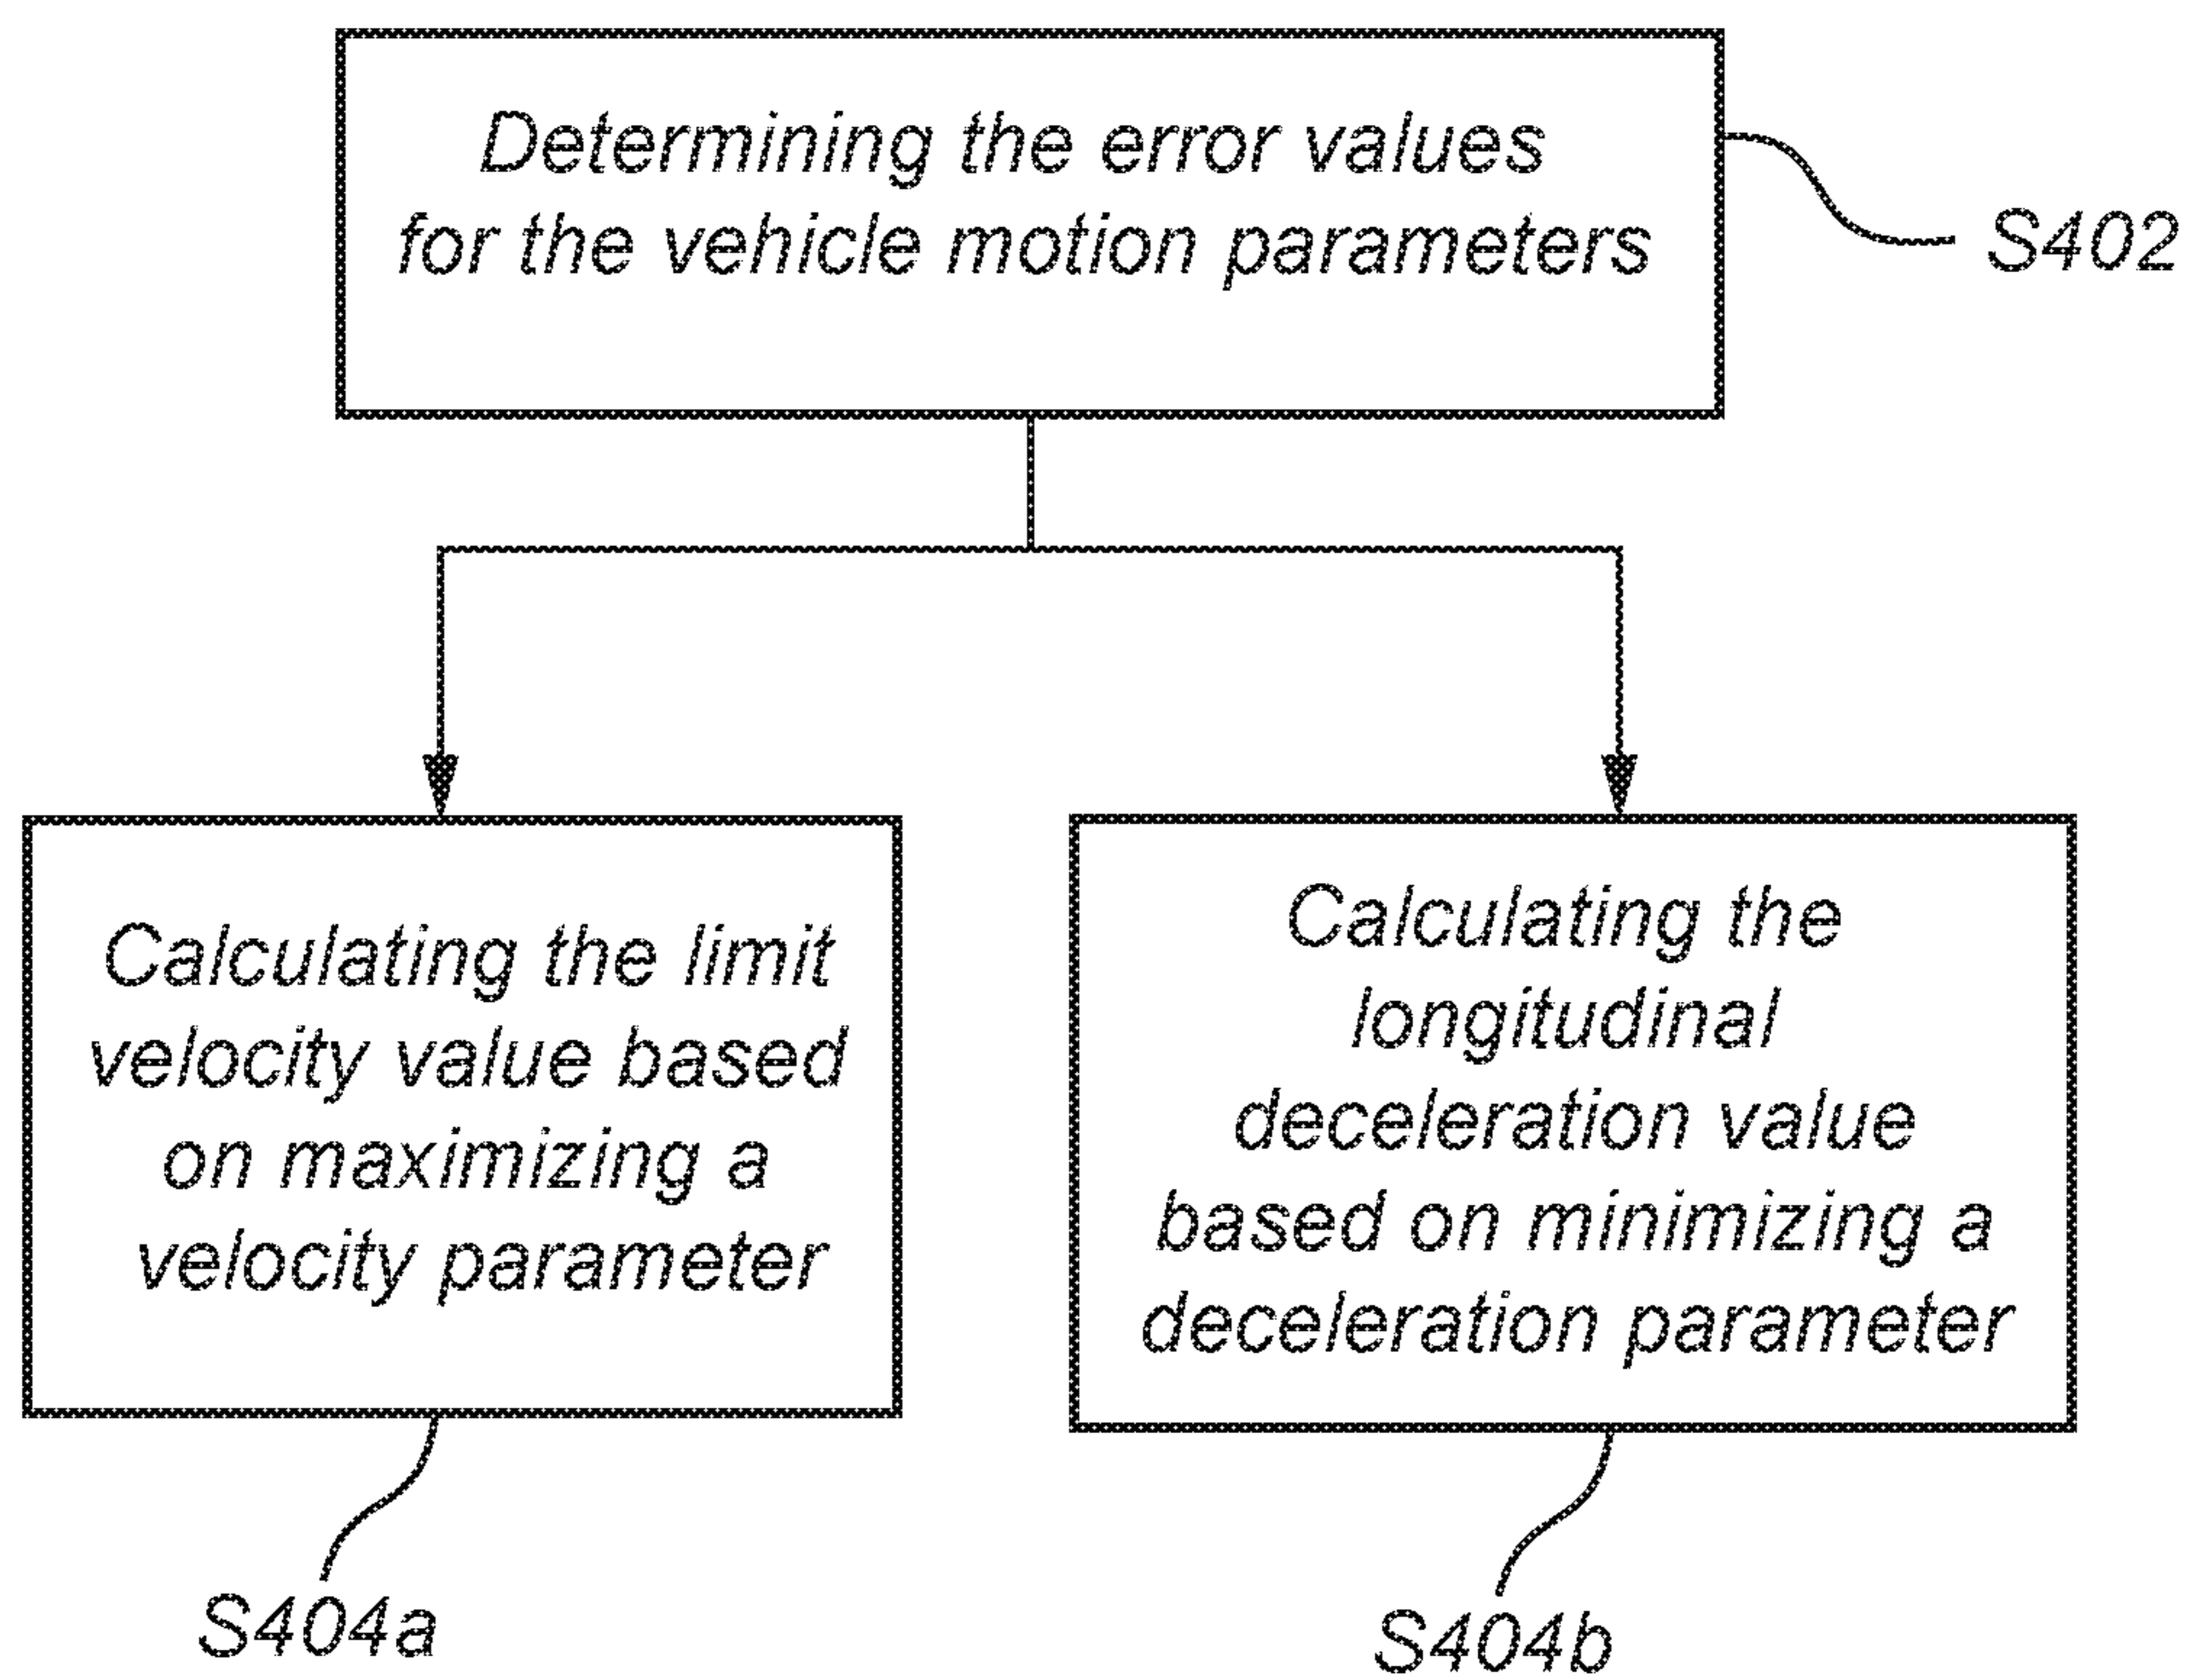 Determining the error values
for the vehicle motion parameters
S402
Calculating the limit
velocity value based
on maximizing a
velocity parameter
S404a
Calculating the
longitudinal
deceleration value
based on minimizing a
deceleration parameter
S404b